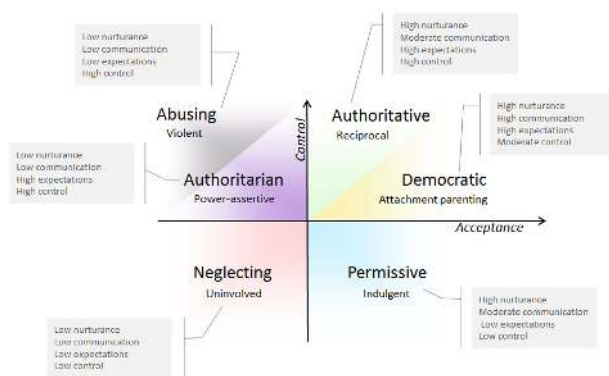 Low nurturance
Low communication
Low expectations
High control
High nurturance
Moderate communication
High expectations
High control
Abusing
Violent
Control
Authoritative
Reciprocal
High nurturance
High communication
High expectations
Moderate control
Low nurturance
Low communication
High expectations
High control
Authoritarian
Power-assertive
Democratic
Attachment parenting
Acceptance
Neglecting
Uninvolved
Permissive
Indulgent
High nurturance
Moderate communication
Low expectations
Low control
Low nurturance
Low communication
Low expectations
Low control